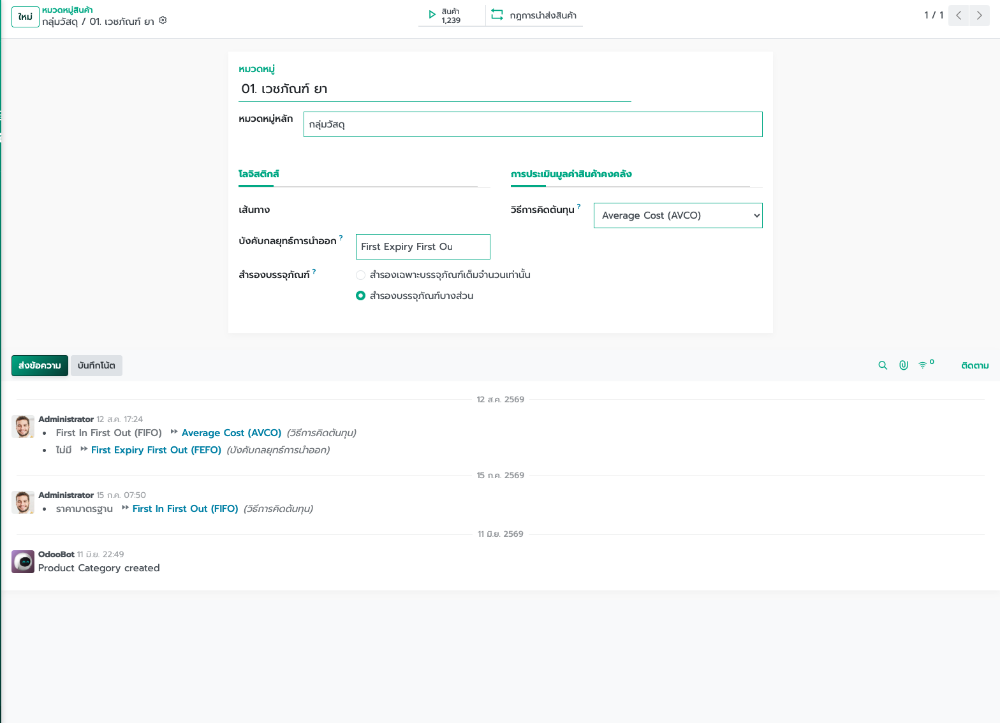 ใหม่
หมวดหมู่สินค้า
กลุ่มวัสดุ / 01. เวชภัณฑ์ ยา
สินค้า
1,239
กฎการนำส่งสินค้า
1 / 1
หมวดหมู่
01. เวชภัณฑ์ ยา
หมวดหมู่หลัก
กลุ่มวัสดุ
โลจิสติกส์
เส้นทาง
บังคับกลยุทธ์การนำออก ?
First Expiry First Ou
สำรองบรรจุภัณฑ์ ?
สำรองเฉพาะบรรจุภัณฑ์เต็มจำนวนเท่านั้น
สำรองบรรจุภัณฑ์บางส่วน
การประเมินมูลค่าสินค้าคงคลัง
วิธีการคิดต้นทุน ?
Average Cost (AVCO)
ส่งข้อความ
บันทึกโน้ต
0
ติดตาม
12 ส.ค. 2569
Administrator 12 ส.ค. 17:24
First In First Out (FIFO) Average Cost (AVCO) (วิธีการคิดต้นทุน)
ไม่มี First Expiry First Out (FEFO) (บังคับกลยุทธ์การนำออก)
15 ก.ค. 2569
Administrator 15 ก.ค. 07:50
ราคามาตรฐาน First In First Out (FIFO) (วิธีการคิดต้นทุน)
11 มิ.ย. 2569
OdooBot 11 มิ.ย. 22:49
Product Category created